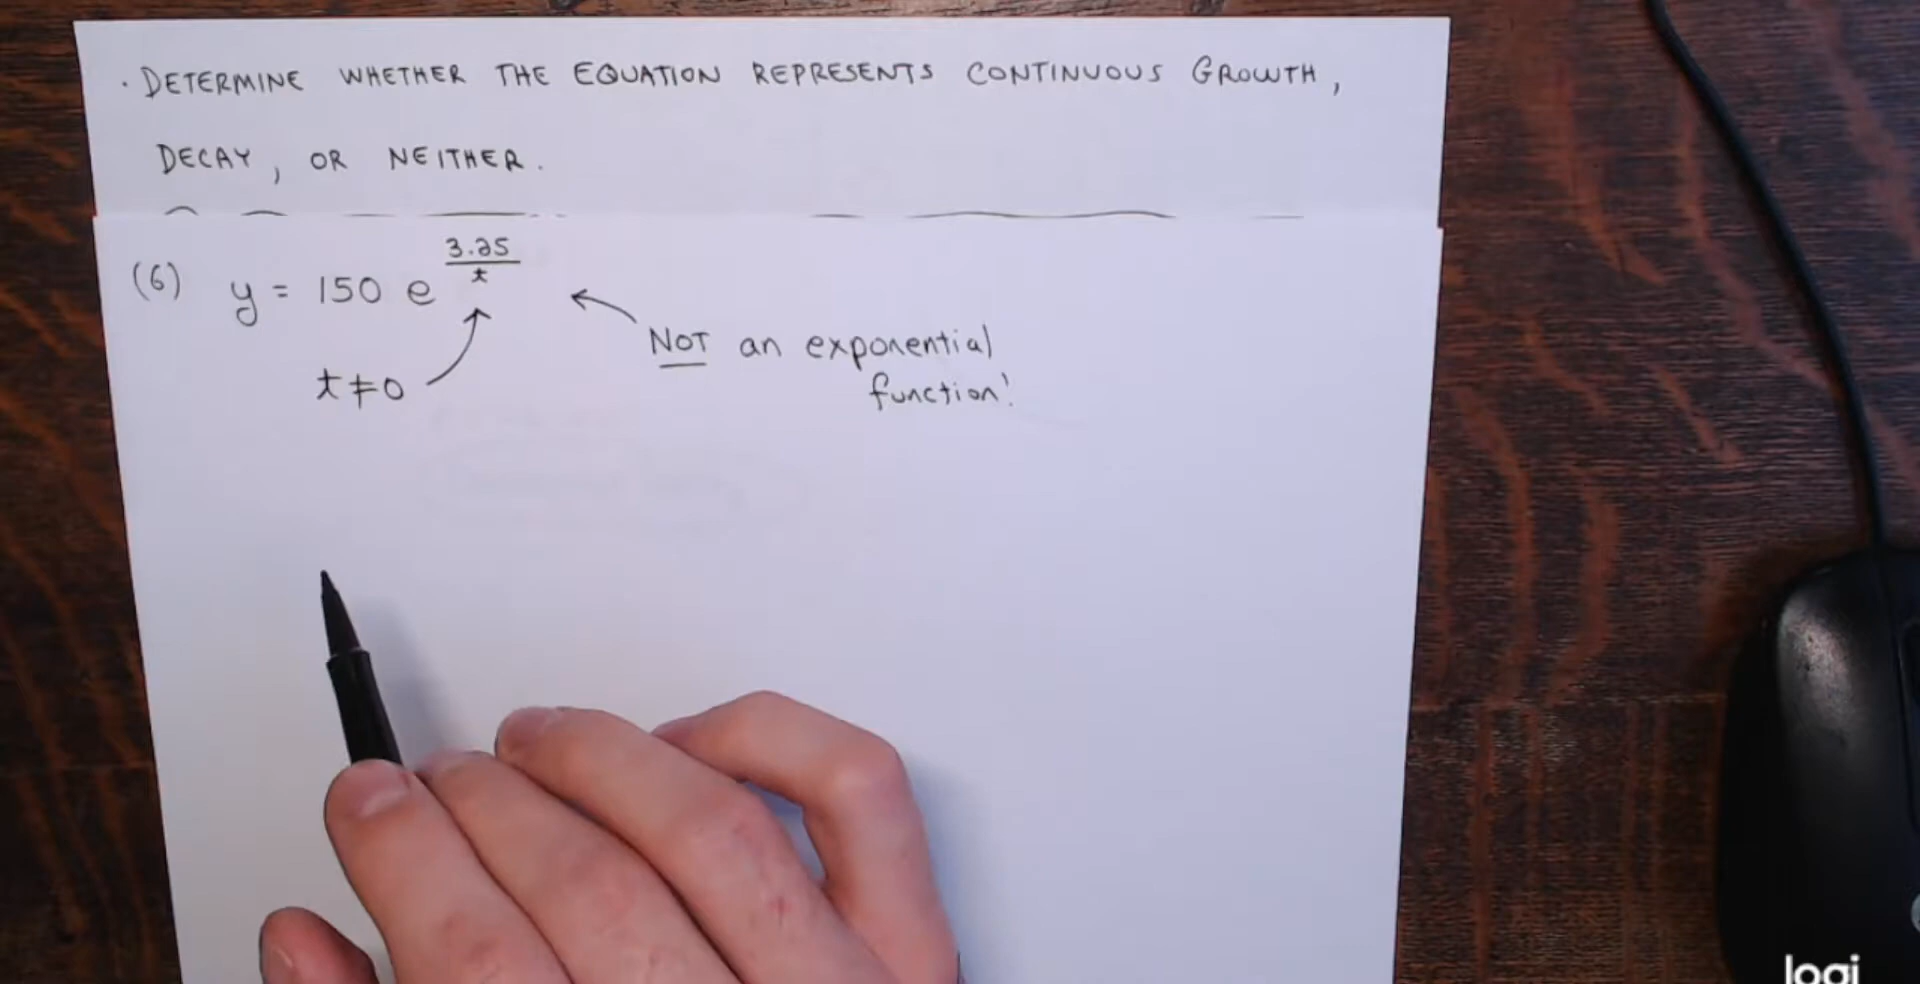 · DETERMINE WHETHER THE EQUATION REPRESENTS CONTINUOUS GROWTH,
DECAY, OR NEITHER.
(6) y = 150 e^(3.25/t)
NOT an exponential
function!
t ≠ 0
logi